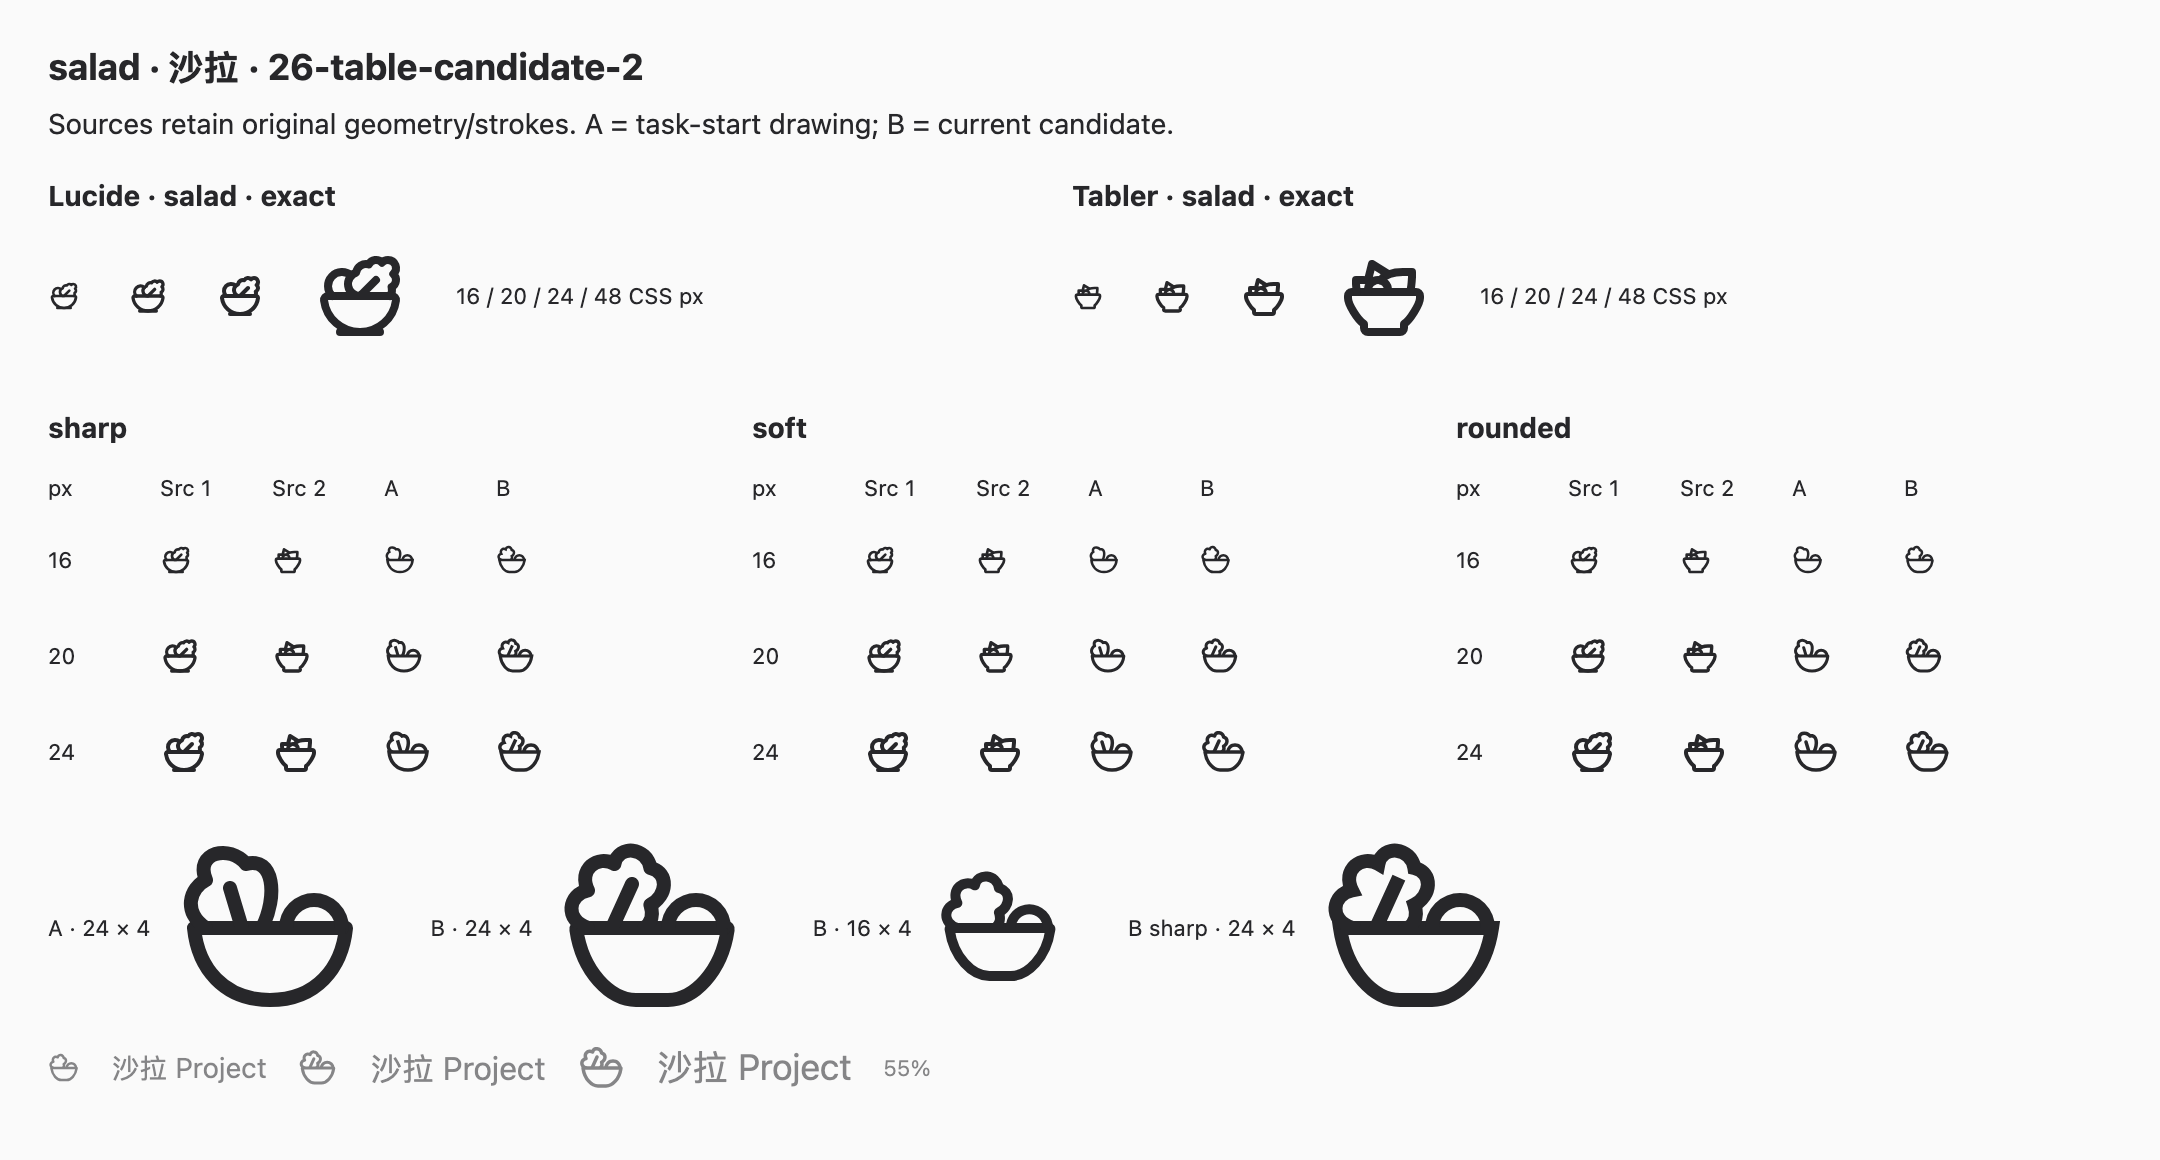 salad · 沙拉 · 26-table-candidate-2
Sources retain original geometry/strokes. A = task-start drawing; B = current candidate.
Lucide · salad · exact
Tabler · salad · exact
16 / 20 / 24 / 48 CSS px
16 / 20 / 24 / 48 CSS px
sharp
soft
rounded
px Src 1 Src 2 A B
px Src 1 Src 2 A B
px Src 1 Src 2 A B
16
16
16
20
20
20
24
24
24
A · 24 × 4
B · 24 × 4
B · 16 × 4
B sharp · 24 × 4
沙拉 Project
沙拉 Project
沙拉 Project
55%